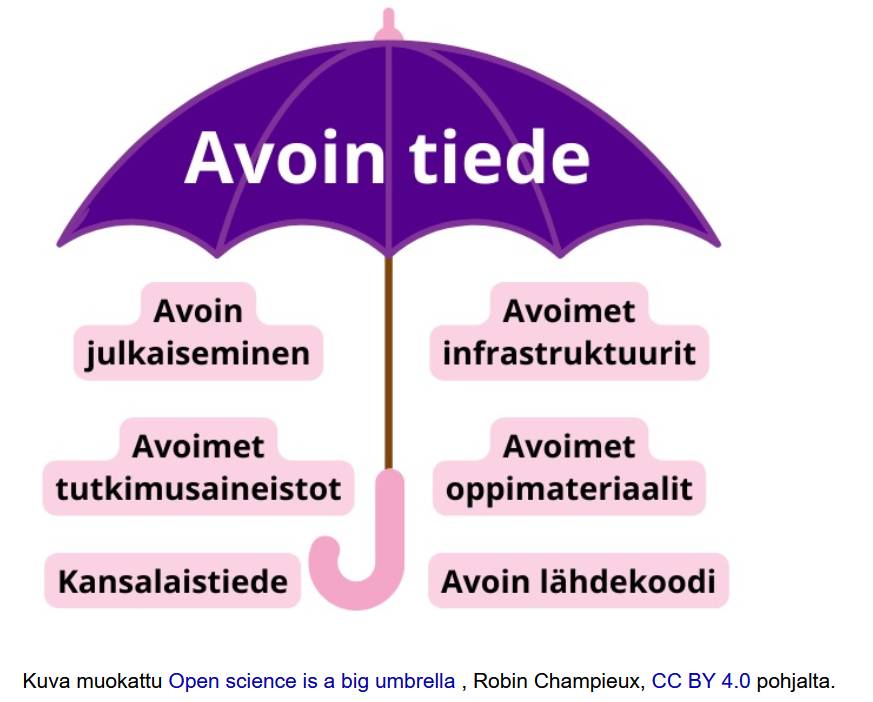 Avoin tiede
Avoin
julkaiseminen
Avoimet
infrastruktuurit
Avoimet
tutkimusaineistot
Avoimet
oppimateriaalit
Kansalaistiede
Avoin lähdekoodi
Kuva muokattu Open science is a big umbrella , Robin Champieux, CC BY 4.0 pohjalta.